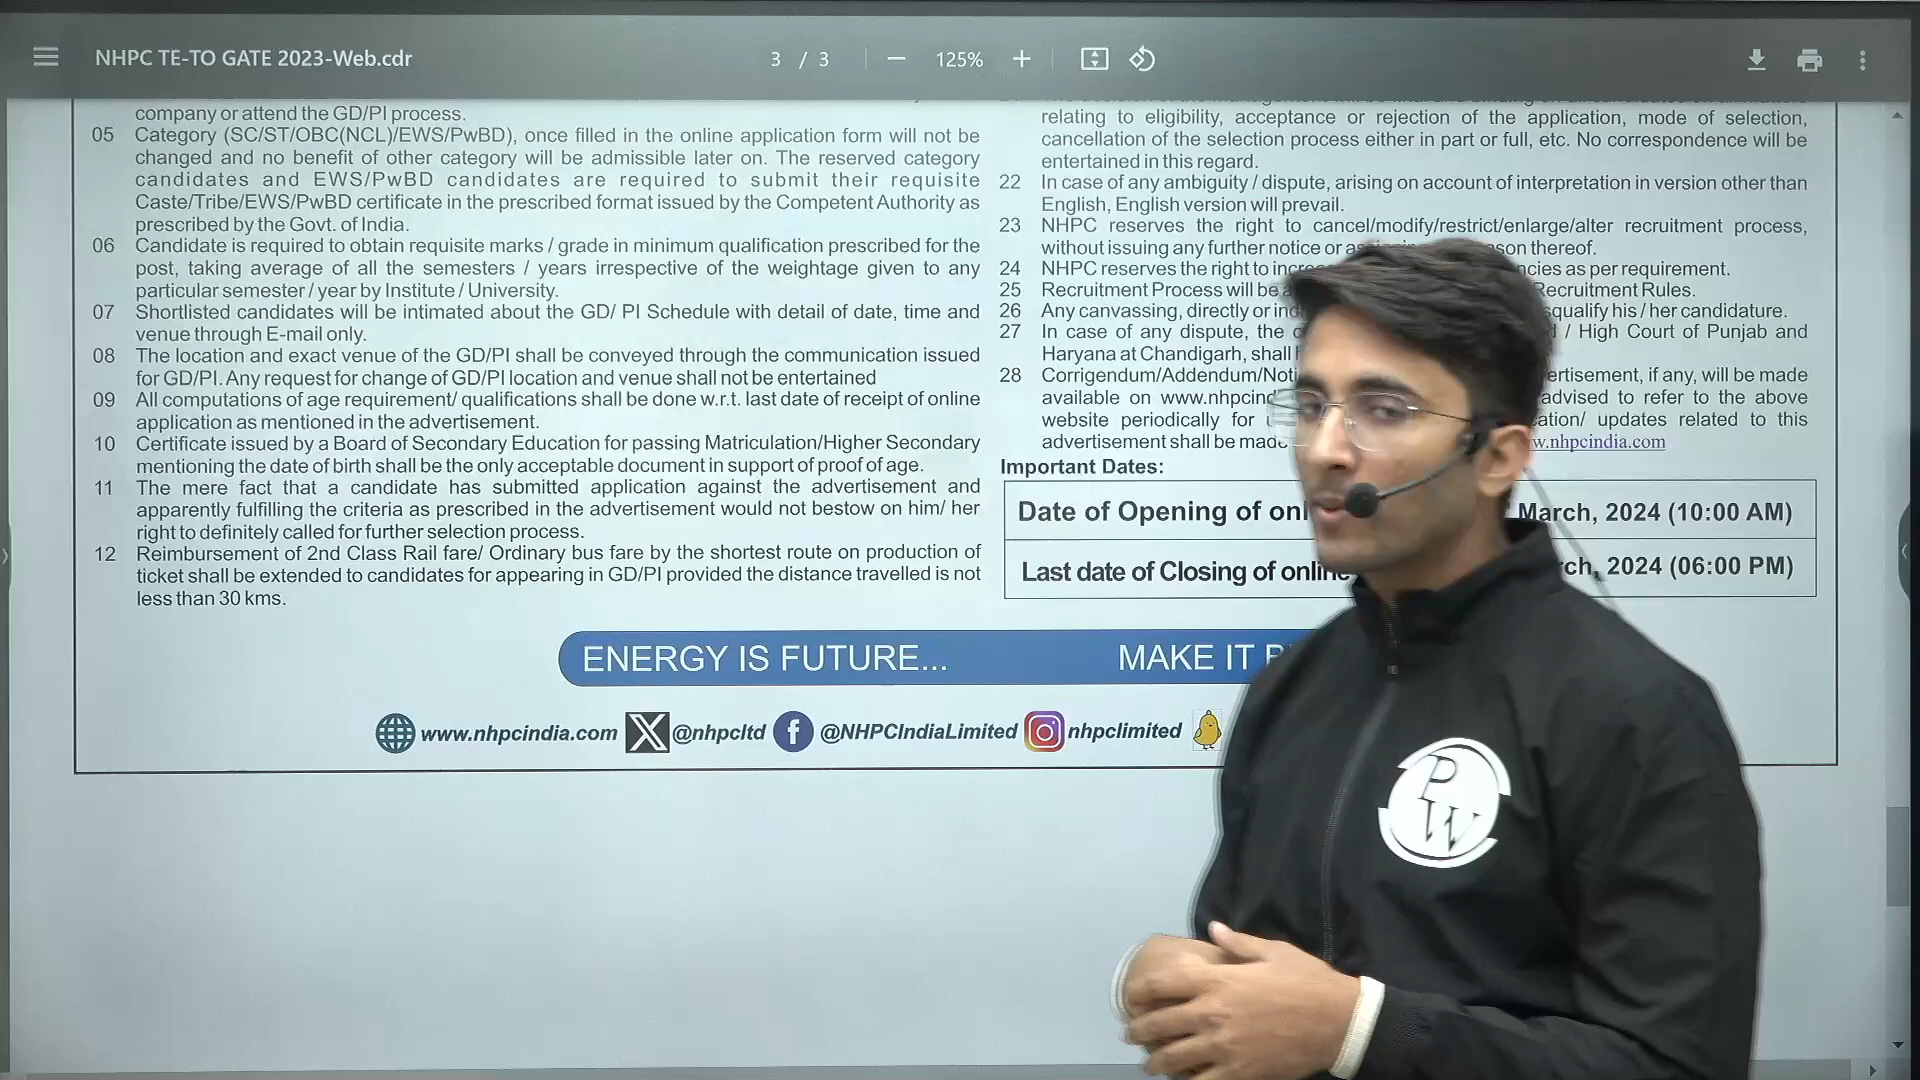 NHPC TE-TO GATE 2023-Web.cdr
3 / 3
125%
company or attend the GD/PI process.
05 Category (SC/ST/OBC(NCL)/EWS/PwBD), once filled in the online application form will not be
changed and no benefit of other category will be admissible later on. The reserved category
candidates and EWS/PwBD candidates are required to submit their requisite
Caste/Tribe/EWS/PwBD certificate in the prescribed format issued by the Competent Authority as
prescribed by the Govt. of India.
06 Candidate is required to obtain requisite marks / grade in minimum qualification prescribed for the
post, taking average of all the semesters / years irrespective of the weightage given to any
particular semester / year by Institute / University.
07 Shortlisted candidates will be intimated about the GD/ PI Schedule with detail of date, time and
venue through E-mail only.
08 The location and exact venue of the GD/PI shall be conveyed through the communication issued
for GD/PI. Any request for change of GD/PI location and venue shall not be entertained
09 All computations of age requirement/ qualifications shall be done w.r.t. last date of receipt of online
application as mentioned in the advertisement.
10 Certificate issued by a Board of Secondary Education for passing Matriculation/Higher Secondary
mentioning the date of birth shall be the only acceptable document in support of proof of age.
11 The mere fact that a candidate has submitted application against the advertisement and
apparently fulfilling the criteria as prescribed in the advertisement would not bestow on him/ her
right to definitely called for further selection process.
12 Reimbursement of 2nd Class Rail fare/ Ordinary bus fare by the shortest route on production of
ticket shall be extended to candidates for appearing in GD/PI provided the distance travelled is not
less than 30 kms.
relating to eligibility, acceptance or rejection of the application, mode of selection,
cancellation of the selection process either in part or full, etc. No correspondence will be
entertained in this regard.
22 In case of any ambiguity / dispute, arising on account of interpretation in version other than
English, English version will prevail.
23 NHPC reserves the right to cancel/modify/restrict/enlarge/alter recruitment process,
without issuing any further notice or thereof.
24 NHPC reserves the right to as per requirement.
25 Recruitment Process will be Recruitment Rules.
26 Any canvassing, directly or his / her candidature.
27 In case of any dispute, the / High Court of Punjab and
Haryana at Chandigarh, shall
28 Corrigendum/Addendum/ if any, will be made
available on advised to refer to the above
website periodically for updates related to this
advertisement shall be made .nhpcindia.com
Important Dates:
Date of Opening of March, 2024 (10:00 AM)
Last date of Closing of 2024 (06:00 PM)
ENERGY IS FUTURE... MAKE IT
www.nhpcindia.com @nhpcltd @NHPCIndiaLimited nhpclimited
PW